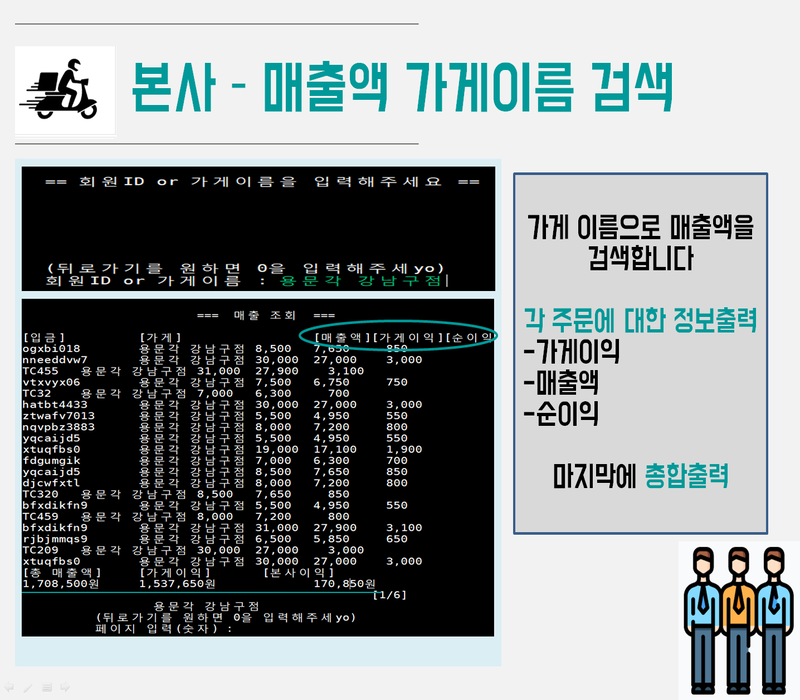 본사 - 매출액 가게이름 검색
== 회원ID or 가게이름을 입력해주세요 ==
(뒤로가기를 원하면 0을 입력해주세yo)
회원ID or 가게이름 : 용문각 강남구점
=== 매출 조회 ===
[입금] [가게] [매출액][가게이익][순이익
ogxbi018 용문각 강남구점 8,500 7,650 850
nneeddvw7 용문각 강남구점 30,000 27,000 3,000
TC455 용문각 강남구점 31,000 27,900 3,100
vtxvyx06 용문각 강남구점 7,500 6,750 750
TC32 용문각 강남구점 7,000 6,300 700
hatbt4433 용문각 강남구점 30,000 27,000 3,000
ztwafv7013 용문각 강남구점 5,500 4,950 550
nqvpbz3883 용문각 강남구점 8,000 7,200 800
yqcaijd5 용문각 강남구점 5,500 4,950 550
xtuqfbs0 용문각 강남구점 19,000 17,100 1,900
fdgumgik 용문각 강남구점 7,000 6,300 700
yqcaijd5 용문각 강남구점 8,500 7,650 850
djcwfxtl 용문각 강남구점 8,000 7,200 800
TC320 용문각 강남구점 8,500 7,650 850
bfxdikfn9 용문각 강남구점 5,500 4,950 550
TC459 용문각 강남구점 8,000 7,200 800
bfxdikfn9 용문각 강남구점 31,000 27,900 3,100
rjbjmmqs9 용문각 강남구점 6,500 5,850 650
TC209 용문각 강남구점 30,000 27,000 3,000
xtuqfbs0 용문각 강남구점 30,000 27,000 3,000
[총 매출액] [가게이익] [본사이익]
1,708,500원 1,537,650원 170,850원
[1/6]
용문각 강남구점
(뒤로가기를 원하면 0을 입력해주세yo)
페이지 입력(숫자) :
가게 이름으로 매출액을
검색합니다
각 주문에 대한 정보출력
-가게이익
-매출액
-순이익
마지막에 총합출력